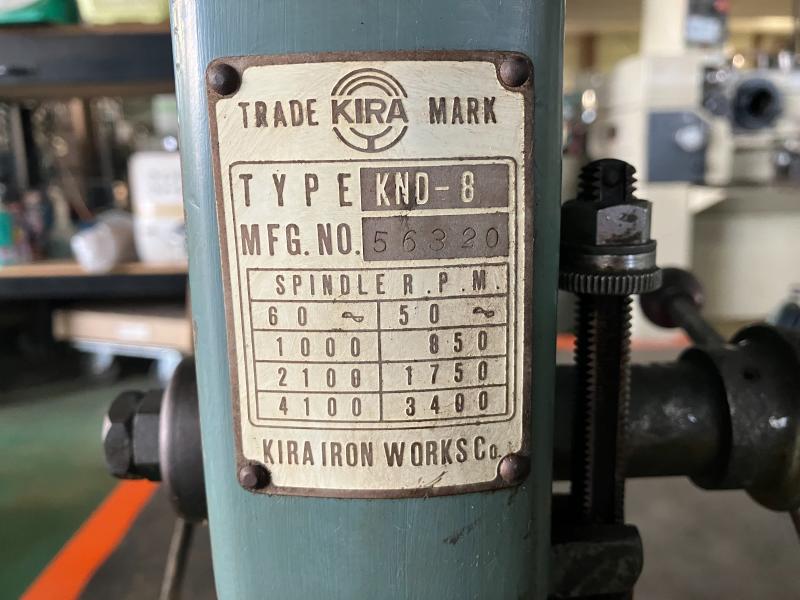 TRADE KIRA MARK
TYPE KND-8
MFG. NO. 56320
SPINDLE R.P.M.
60 ~ 50 ~
1000 850
2100 1750
4100 3400
KIRA IRON WORKS Co.